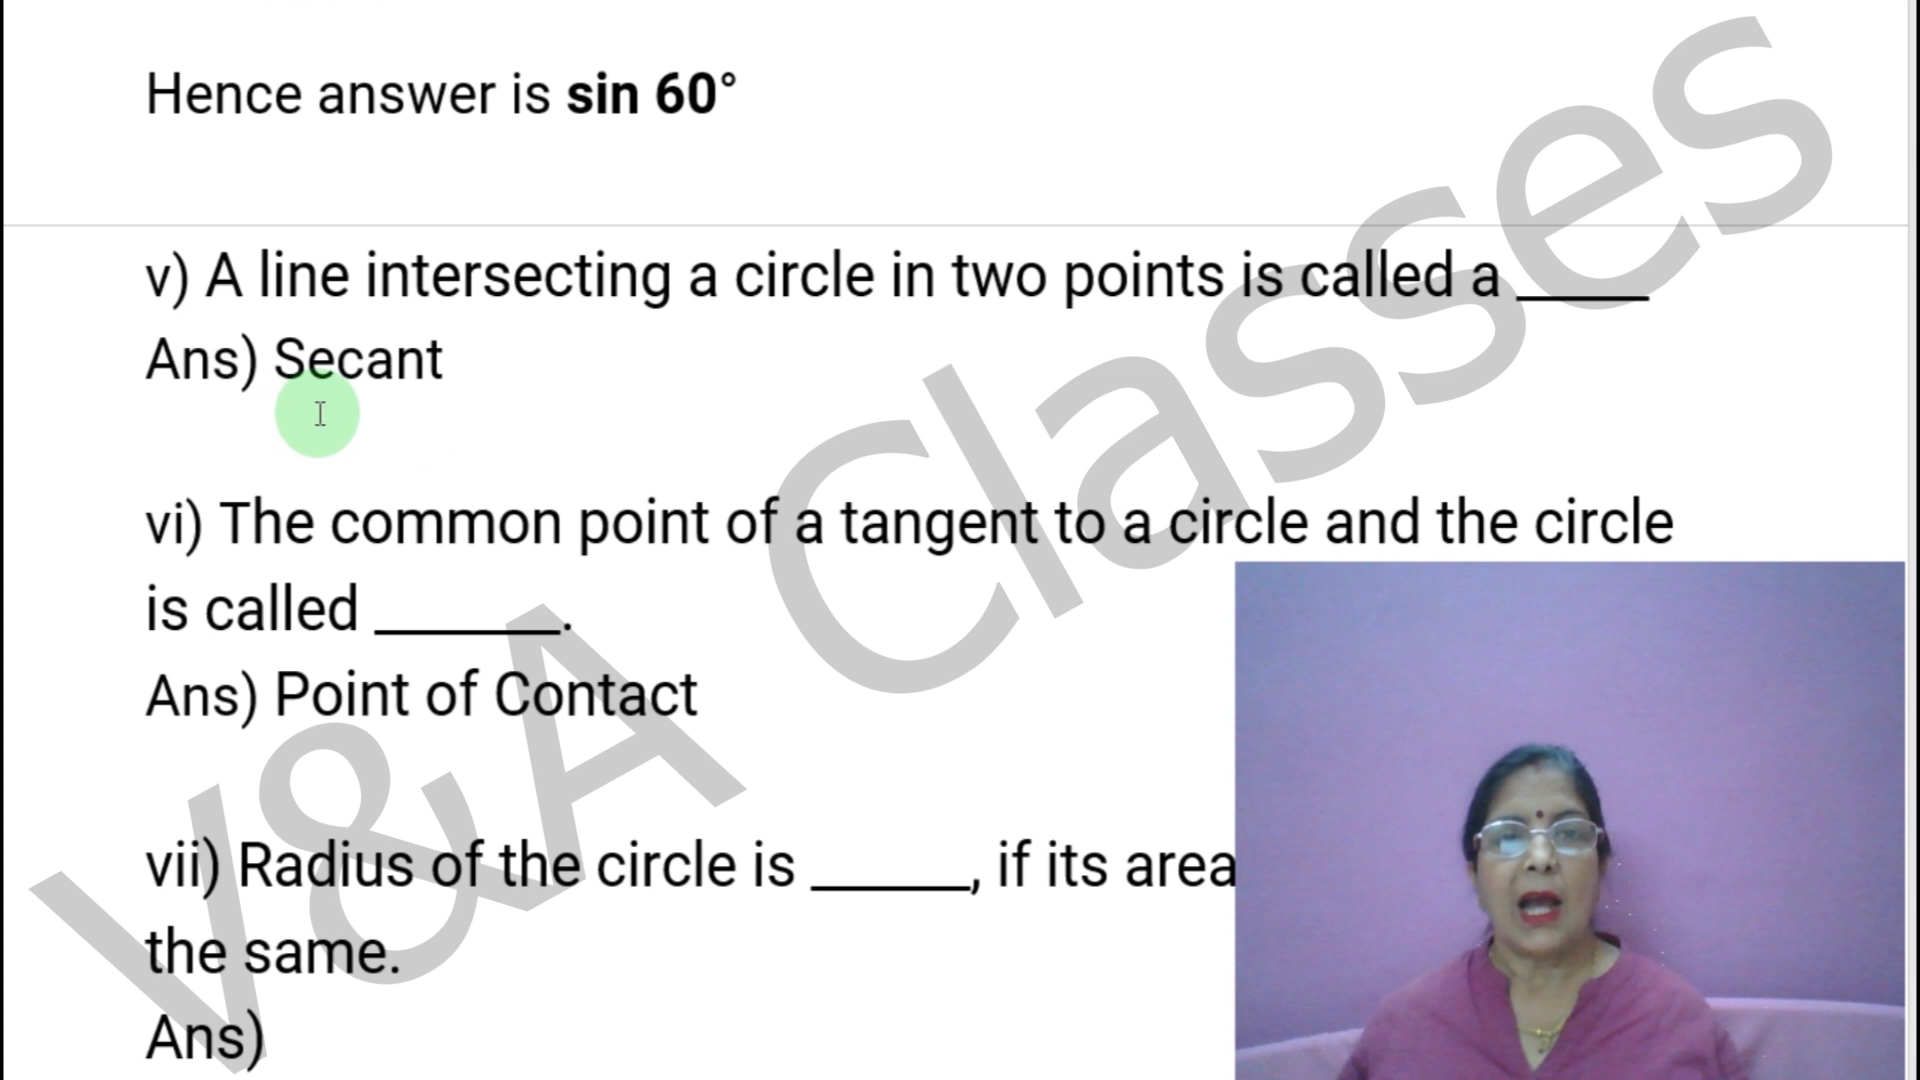 Hence answer is sin 60°
v) A line intersecting a circle in two points is called a _____
Ans) Secant
vi) The common point of a tangent to a circle and the circle
is called _______.
Ans) Point of Contact
vii) Radius of the circle is ______, if its area
the same.
Ans)
V&A Classes